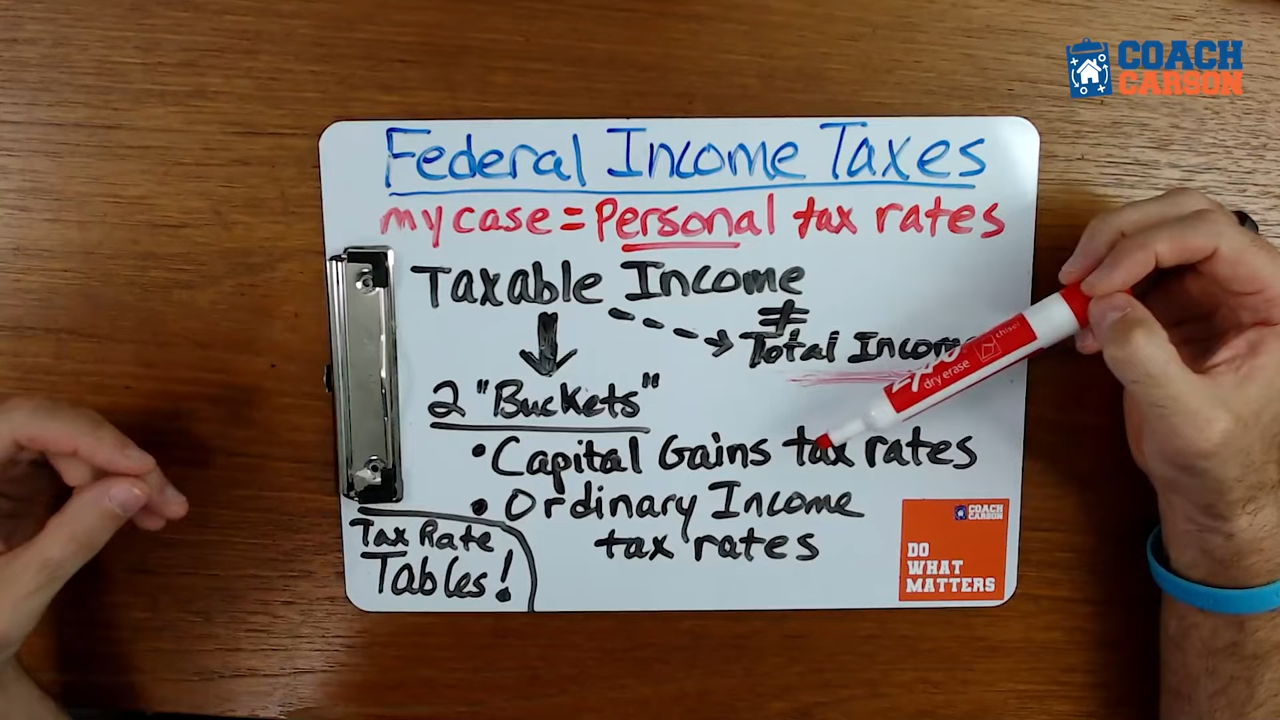 COACH
CARSON
Federal Income Taxes
my case = Personal tax rates
Taxable Income
≠
Total Income
2 "Buckets"
• Capital Gains tax rates
• Ordinary Income
tax rates
Tax Rate
Tables!
COACH
CARSON
DO
WHAT
MATTERS
chisel
dry erase